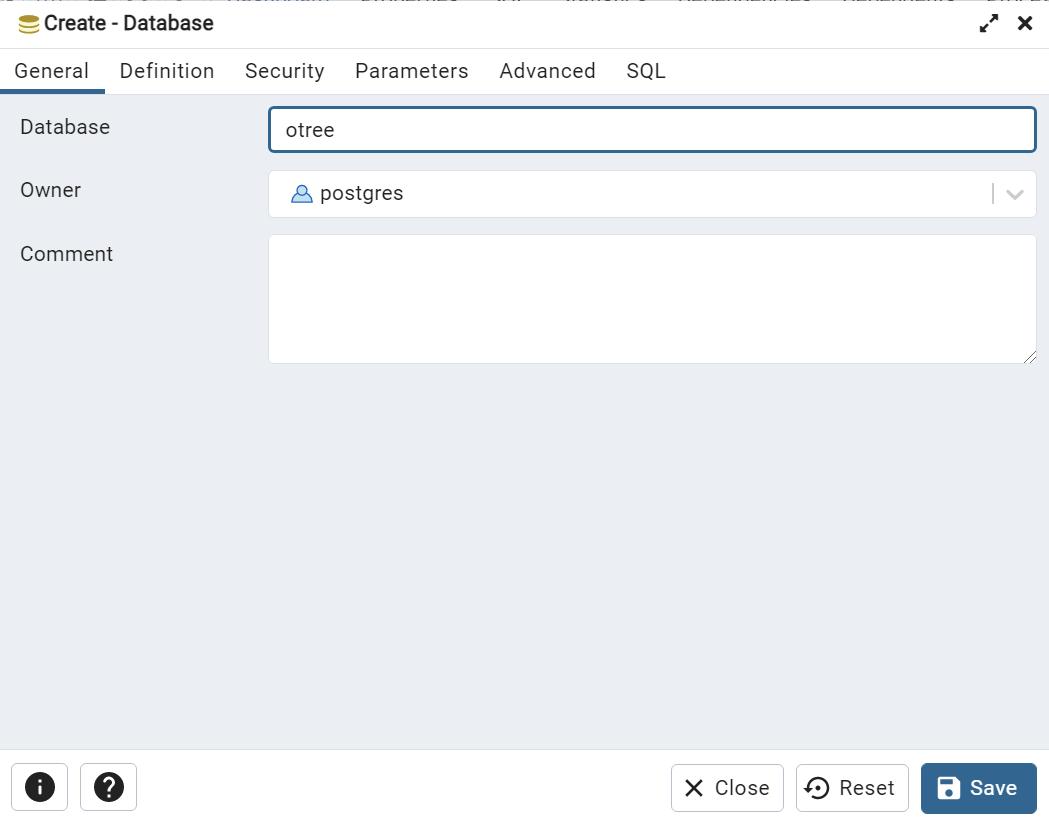 Create - Database
General Definition Security Parameters Advanced SQL
Database
otree
Owner
postgres
Comment
Close Reset Save